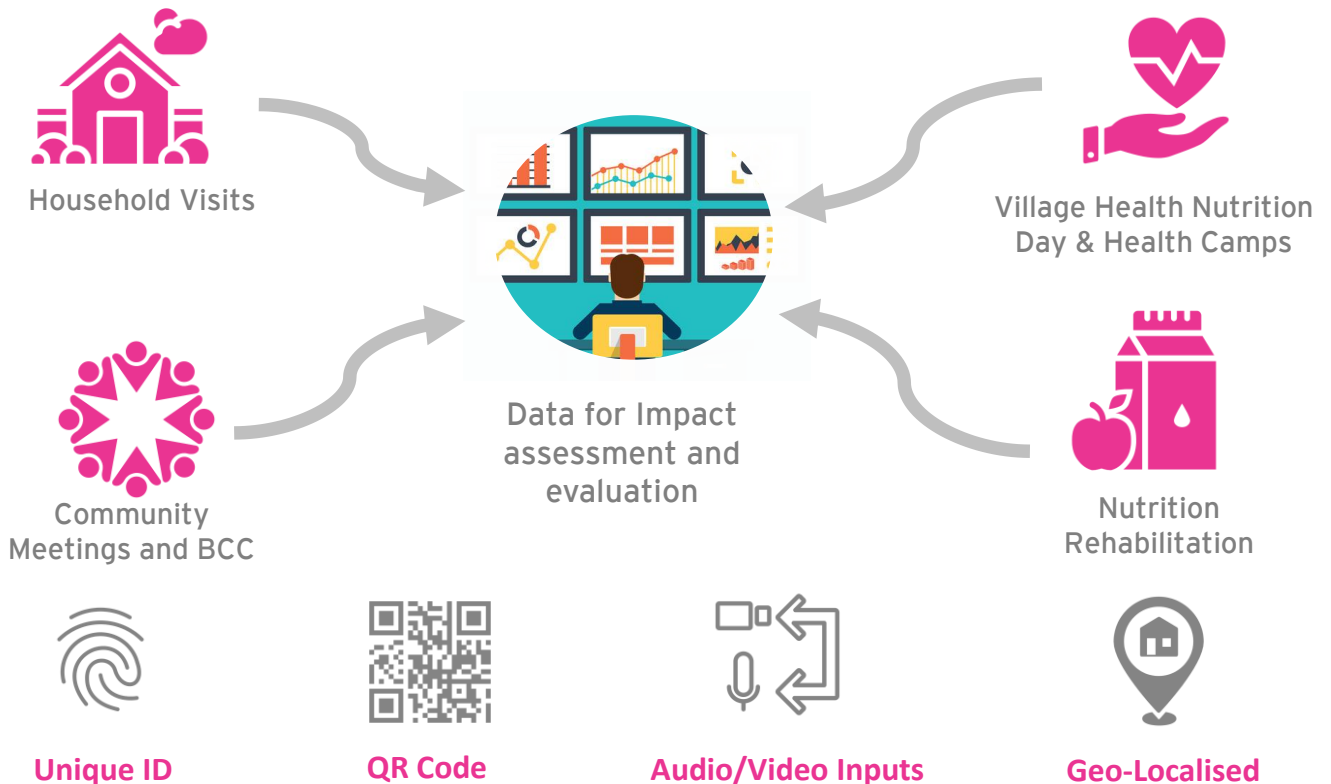 Household Visits
Village Health Nutrition
Day & Health Camps
Data for Impact
assessment and
evaluation
Community
Meetings and BCC
Nutrition
Rehabilitation
Unique ID
QR Code
Audio/Video Inputs
Geo-Localised